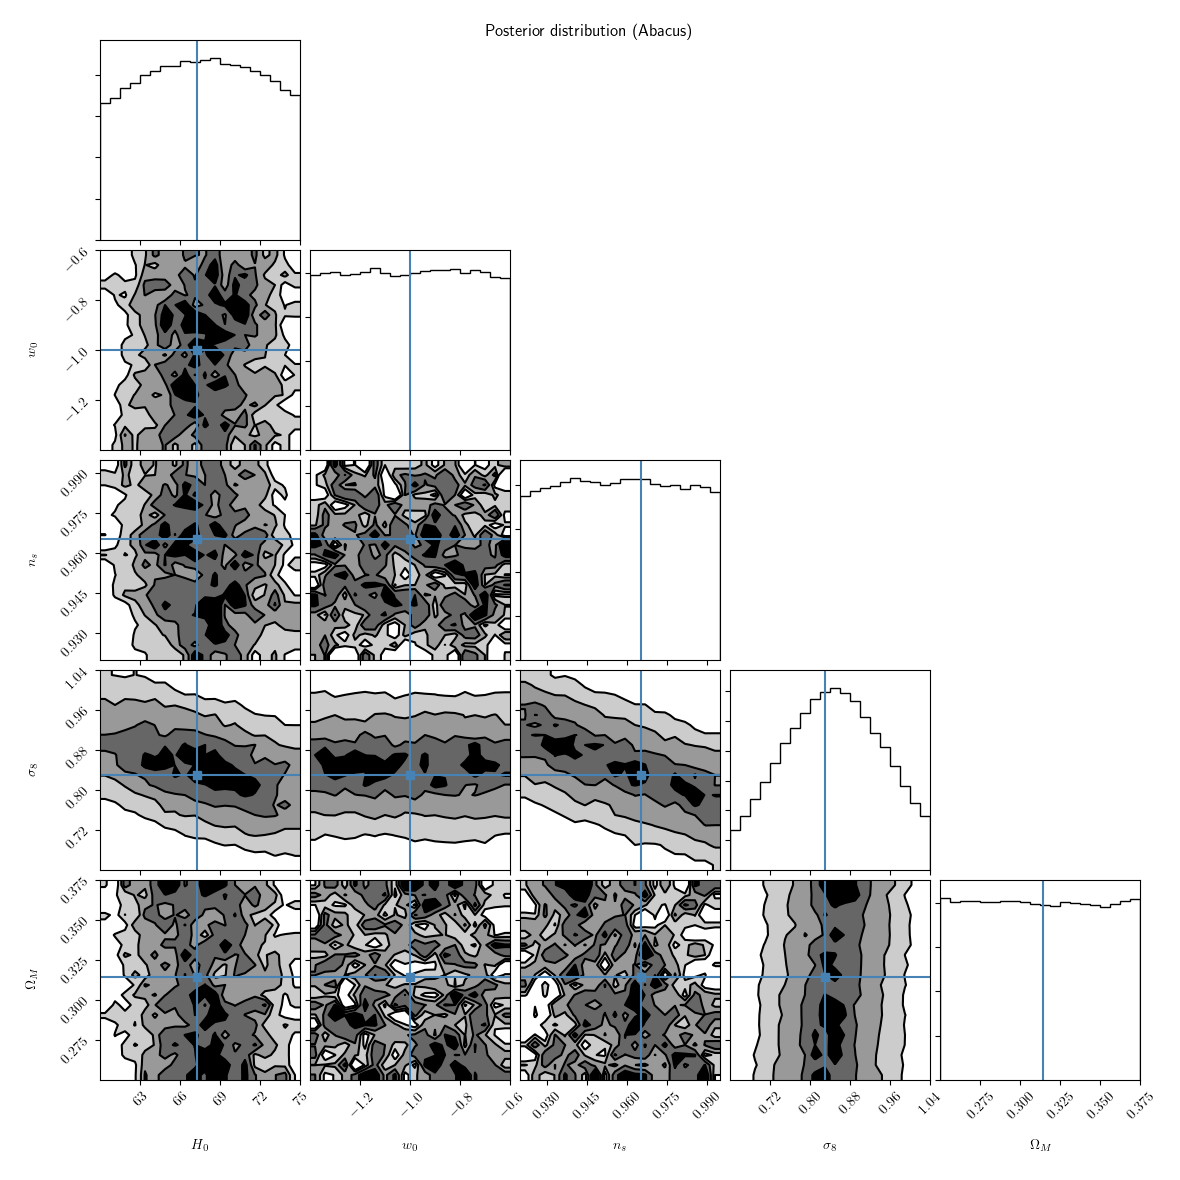 Posterior distribution (Abacus)
−0.6
−0.8
−1.0
−1.2
w₀
0.990
0.975
0.960
0.945
0.930
nₛ
1.04
0.96
0.88
0.80
0.72
σ₈
0.375
0.350
0.325
0.300
0.275
Ω_M
63 66 69 72 75
−1.2 −1.0 −0.8 −0.6
0.930 0.945 0.960 0.975 0.990
0.72 0.80 0.88 0.96 1.04
0.275 0.300 0.325 0.350 0.375
H₀ w₀ nₛ σ₈ Ω_M